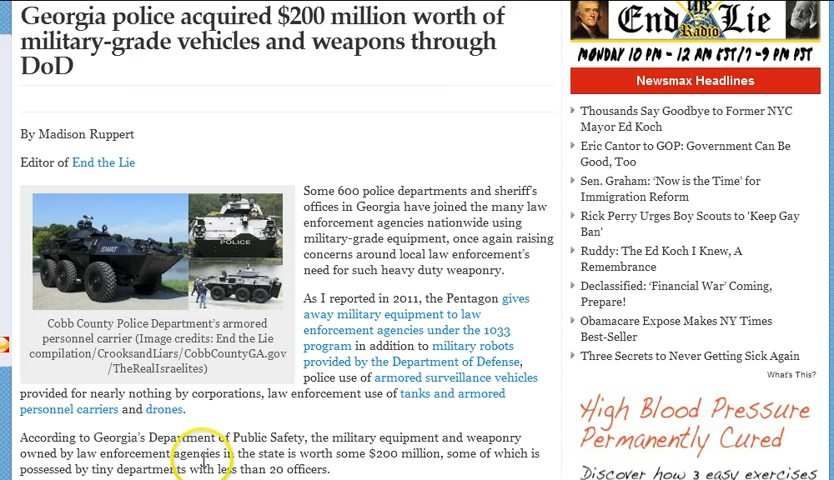 Georgia police acquired $200 million worth of
military-grade vehicles and weapons through
DoD
By Madison Ruppert
Editor of End the Lie
SWAT
POLICE
Cobb County Police Department's armored
personnel carrier (Image credits: End the Lie
compilation/CrooksandLiars/CobbCountyGA.gov
/TheRealIsraelites)
Some 600 police departments and sheriff's
offices in Georgia have joined the many law
enforcement agencies nationwide using
military-grade equipment, once again raising
concerns around local law enforcement's
need for such heavy duty weaponry.
As I reported in 2011, the Pentagon gives
away military equipment to law
enforcement agencies under the 1033
program in addition to military robots
provided by the Department of Defense,
police use of armored surveillance vehicles
provided for nearly nothing by corporations, law enforcement use of tanks and armored
personnel carriers and drones.
According to Georgia's Department of Public Safety, the military equipment and weaponry
owned by law enforcement agencies in the state is worth some $200 million, some of which is
possessed by tiny departments with less than 20 officers.
End the Lie
Radio
MONDAY 10 PM - 12 AM EST/7 -9 PM PST
Newsmax Headlines
Thousands Say Goodbye to Former NYC
Mayor Ed Koch
Eric Cantor to GOP: Government Can Be
Good, Too
Sen. Graham: 'Now is the Time' for
Immigration Reform
Rick Perry Urges Boy Scouts to 'Keep Gay
Ban'
Ruddy: The Ed Koch I Knew, A
Remembrance
Declassified: 'Financial War' Coming,
Prepare!
Obamacare Expose Makes NY Times
Best-Seller
Three Secrets to Never Getting Sick Again
What's This?
High Blood Pressure
Permanently Cured
Discover how 3 easy exercises